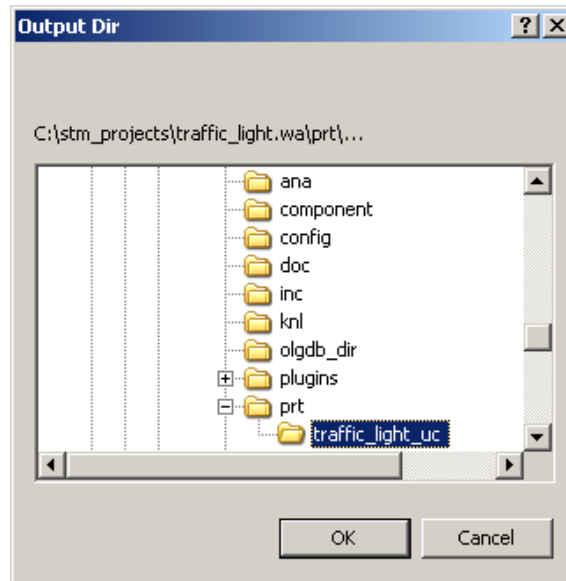 Output Dir
C:\stm_projects\traffic_light.wa\prt\...
ana
component
config
doc
inc
knl
olgdb_dir
plugins
prt
traffic_light_uc
OK Cancel